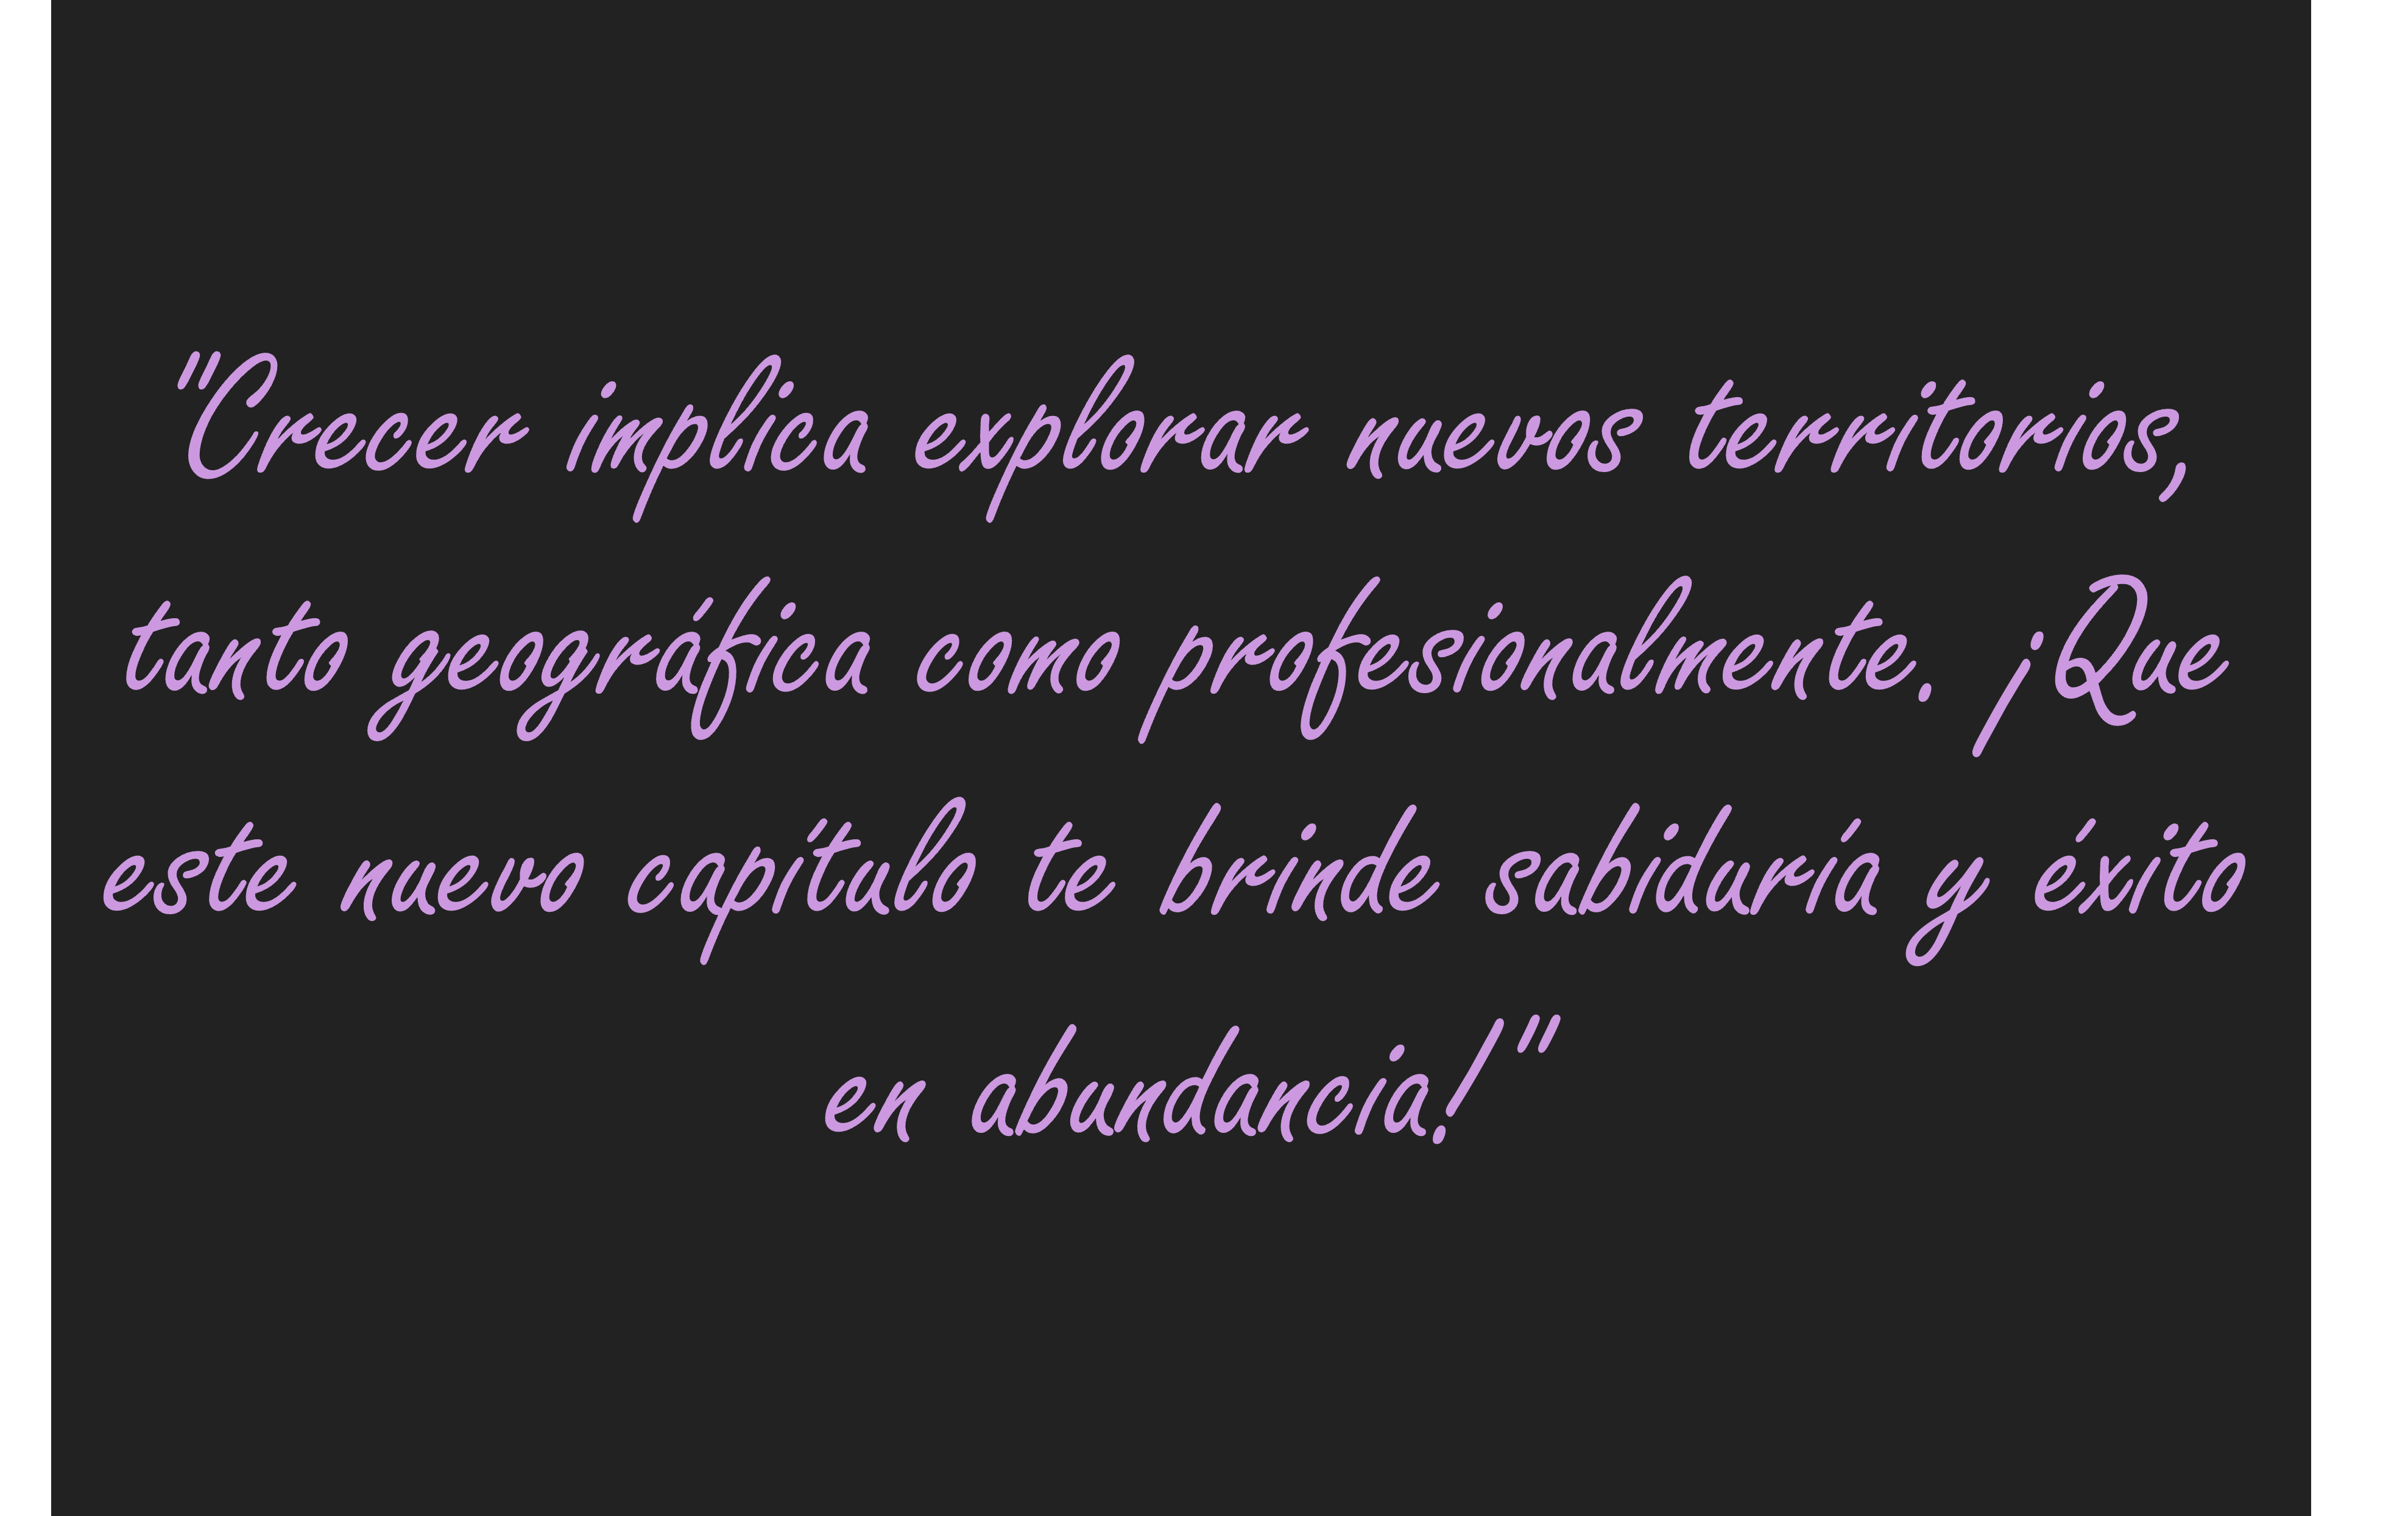 "Crecer implica explorar nuevos territorios,
tanto geográfica como profesionalmente. ¡Que
este nuevo capítulo te brinde sabiduría y éxito
en abundancia!"